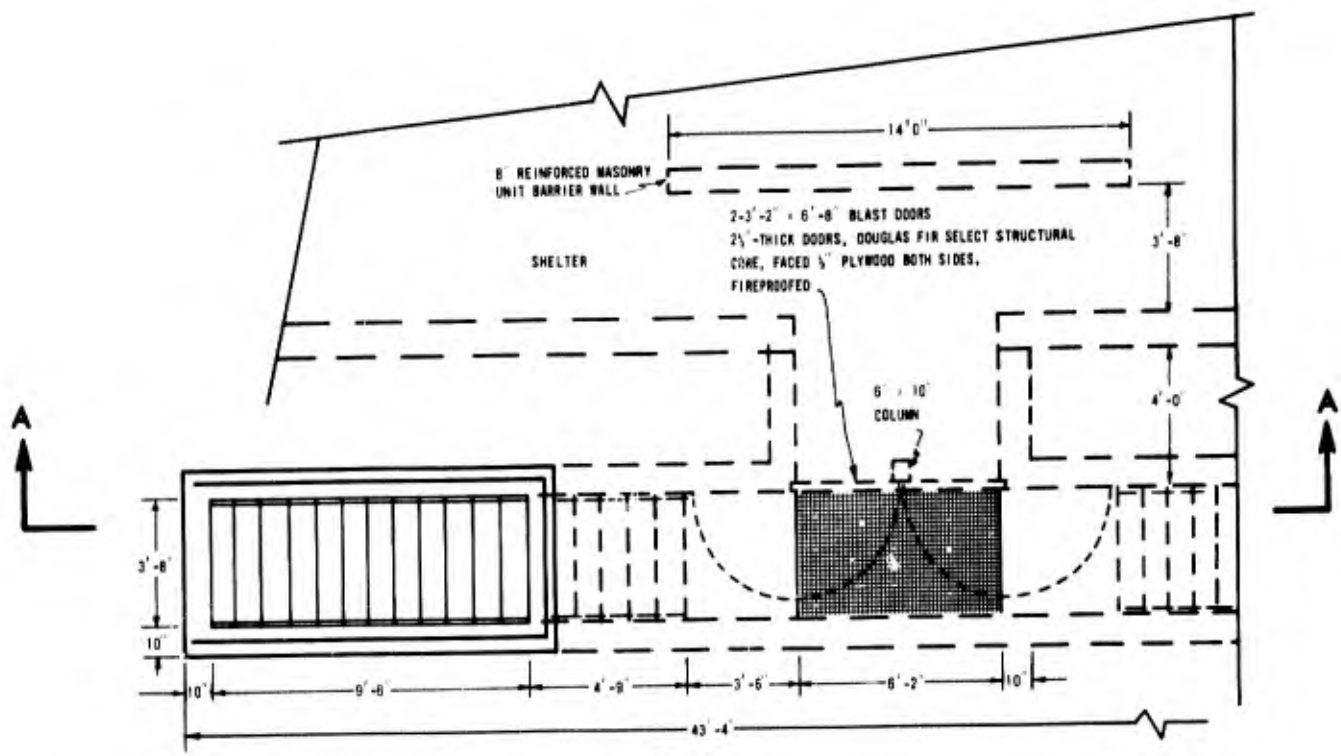 14'0"
8" REINFORCED MASONRY
UNIT BARRIER WALL
2-3'-2" × 6'-8" BLAST DOORS
2½"-THICK DOORS, DOUGLAS FIR SELECT STRUCTURAL
CORE, FACED ½" PLYWOOD BOTH SIDES,
FIREPROOFED
3'-8"
SHELTER
6" × 10"
COLUMN
4'-0"
A
A
3'-8"
10"
10"
9'-6"
4'-9"
3'-6"
6'-2"
10"
43'-4"